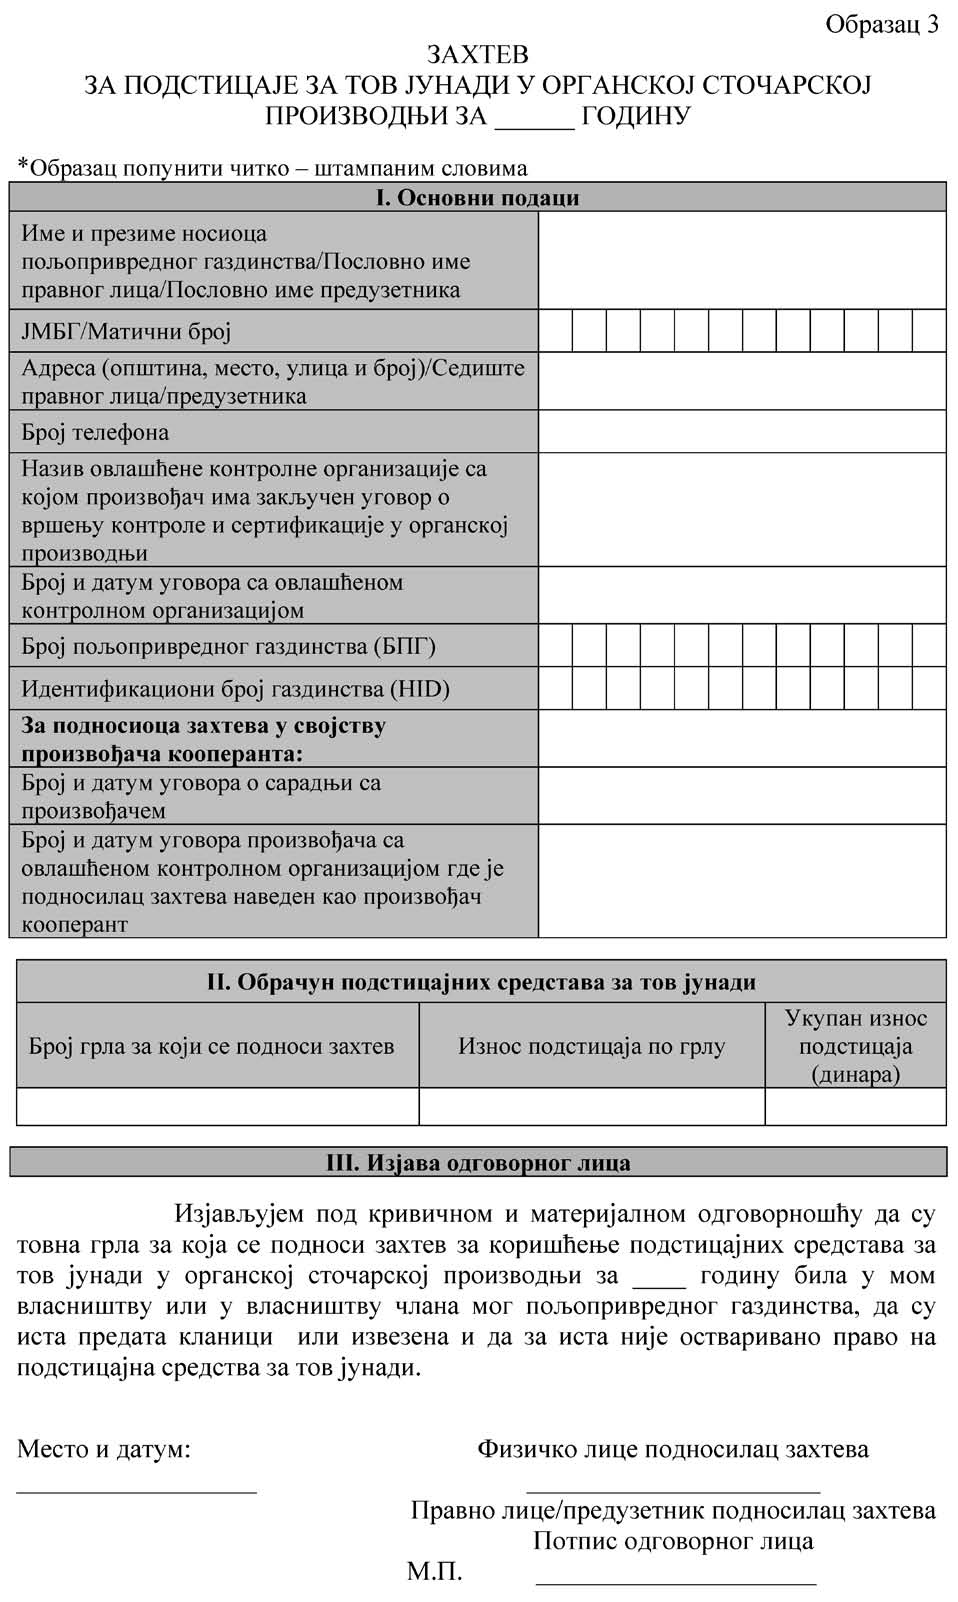 Образац 3
ЗАХТЕВ
ЗА ПОДСТИЦАЈЕ ЗА ТОВ ЈУНАДИ У ОРГАНСКОЈ СТОЧАРСКОЈ
ПРОИЗВОДЊИ ЗА ______ ГОДИНУ
*Образац попунити читко – штампаним словима
I. Основни подаци
Име и презиме носиоца
пољопривредног газдинства/Пословно име
правног лица/Пословно име предузетника
ЈМБГ/Матични број
Адреса (општина, место, улица и број)/Седиште
правног лица/предузетника
Број телефона
Назив овлашћене контролне организације са
којом произвођач има закључен уговор о
вршењу контроле и сертификације у органској
производњи
Број и датум уговора са овлашћеном
контролном организацијом
Број пољопривредног газдинства (БПГ)
Идентификациони број газдинства (HID)
За подносиоца захтева у својству
произвођача кооперанта:
Број и датум уговора о сарадњи са
произвођачем
Број и датум уговора произвођача са
овлашћеном контролном организацијом где је
подносилац захтева наведен као произвођач
кооперант
II. Обрачун подстицајних средстава за тов јунади
Број грла за који се подноси захтев
Износ подстицаја по грлу
Укупан износ
подстицаја
(динара)
III. Изјава одговорног лица
Изјављујем под кривичном и материјалном одговорношћу да су
товна грла за која се подноси захтев за коришћење подстицајних средстава за
тов јунади у органској сточарској производњи за ____ годину била у мом
власништву или у власништву члана мог пољопривредног газдинства, да су
иста предата кланици или извезена и да за иста није остваривано право на
подстицајна средства за тов јунади.
Место и датум:
Физичко лице подносилац захтева
Правно лице/предузетник подносилац захтева
Потпис одговорног лица
М.П.